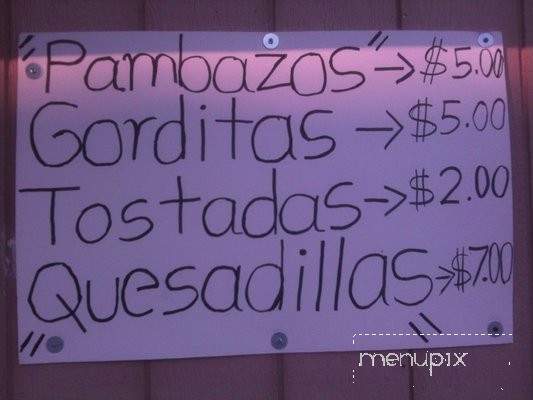 "Pambazos" → $5.00
Gorditas → $5.00
Tostadas → $2.00
Quesadillas → $7.00
menupix